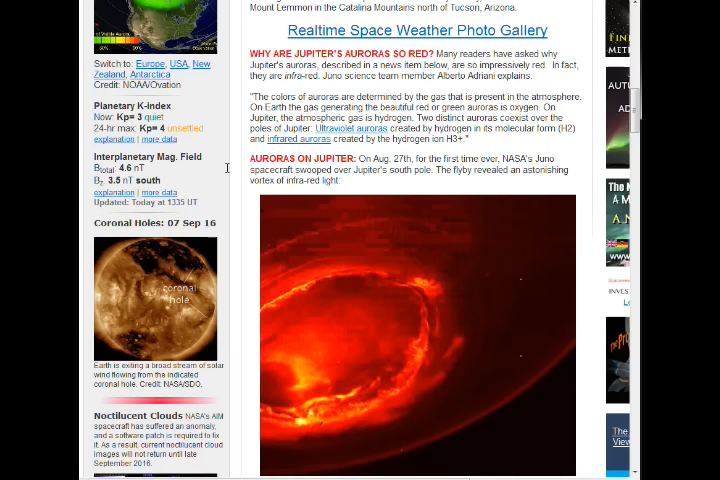 Mount Lemmon in the Catalina Mountains north of Tucson, Arizona.
Realtime Space Weather Photo Gallery
WHY ARE JUPITER'S AURORAS SO RED? Many readers have asked why
Jupiter's auroras, described in a news item below, are so impressively red. In fact,
they are infra-red. Juno science team member Alberto Adriani explains.
"The colors of auroras are determined by the gas that is present in the atmosphere.
On Earth the gas generating the beautiful red or green auroras is oxygen. On
Jupiter, the atmospheric gas is hydrogen. Two distinct auroras coexist over the
poles of Jupiter: Ultraviolet auroras created by hydrogen in its molecular form (H2)
and infrared auroras created by the hydrogen ion H3+."
AURORAS ON JUPITER: On Aug. 27th, for the first time ever, NASA's Juno
spacecraft swooped over Jupiter's south pole. The flyby revealed an astonishing
vortex of infra-red light:
Switch to: Europe, USA, New
Zealand, Antarctica
Credit: NOAA/Ovation
Planetary K-index
Now: Kp= 3 quiet
24-hr max: Kp= 4 unsettled
explanation | more data
Interplanetary Mag. Field
Btotal: 4.6 nT
Bz: 3.5 nT south
explanation | more data
Updated: Today at 1335 UT
Coronal Holes: 07 Sep 16
coronal
hole
Earth is exiting a broad stream of solar
wind flowing from the indicated
coronal hole. Credit: NASA/SDO.
Noctilucent Clouds NASA's AIM
spacecraft has suffered an anomaly,
and a software patch is required to fix
it. As a result, current noctilucent cloud
images will not return until late
September 2016.
FIN
MET
AUT
AD
The M
A M
A N
www.
INVES
The
View